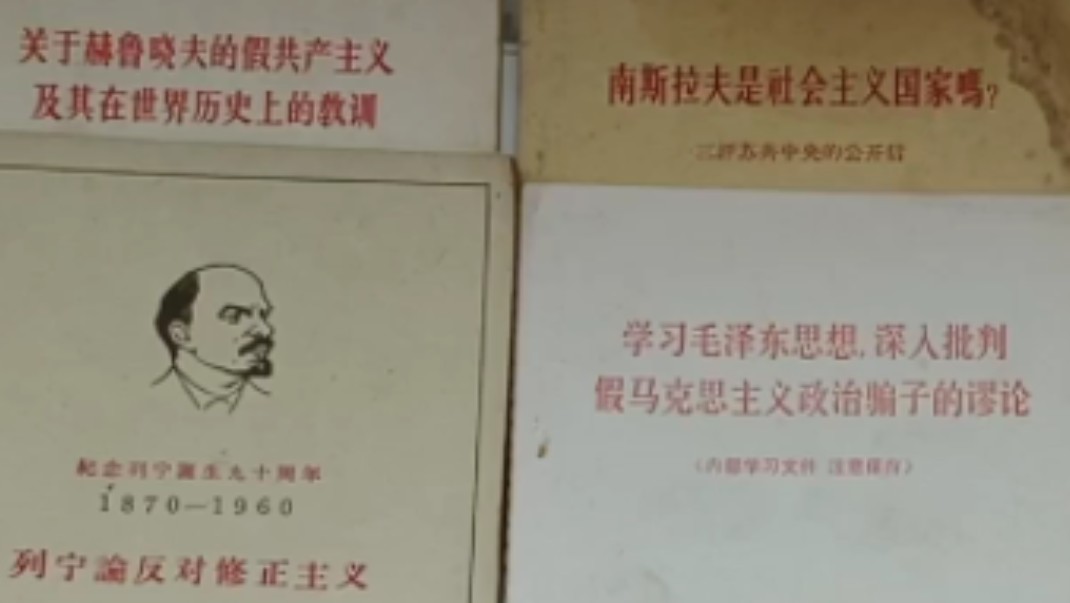 关于赫鲁晓夫的假共产主义
及其在世界历史上的教训
南斯拉夫是社会主义国家嗎?
三評苏共中央的公开信
紀念列宁誕生九十周年
1870—1960
列宁論反对修正主义
学习毛泽东思想,深入批判
假马克思主义政治骗子的谬论
(内部学习文件 注意保存)